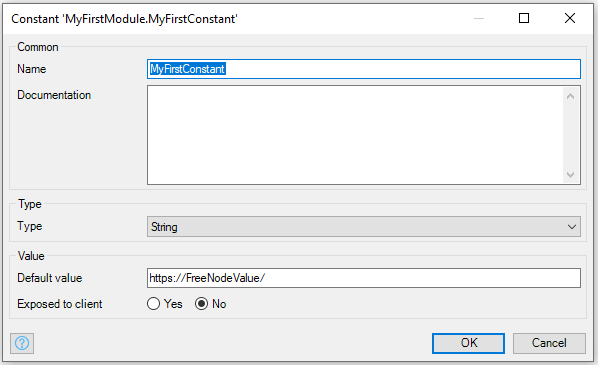 Constant 'MyFirstModule.MyFirstConstant'
Common
Name MyFirstConstant
Documentation
Type
Type String
Value
Default value https://FreeNodeValue/
Exposed to client Yes No
? OK Cancel